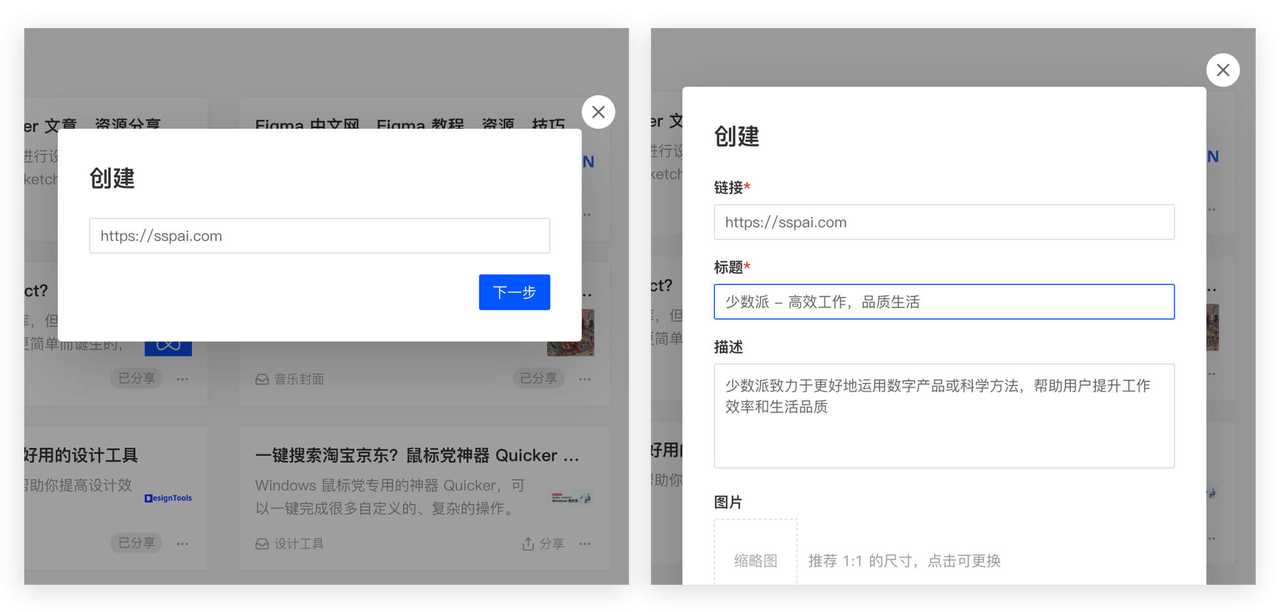 er 文章、资源分享
Figma 中文网、Figma 教程、资源、技巧
进行设
ketch
N
创建
https://sspai.com
下一步
ct?
...
库，但
更简单而诞生的，
已分享 ...
音乐封面
已分享 ...
好用的设计工具
帮助你提高设计效
DesignTools
已分享 ...
一键搜索淘宝京东？鼠标党神器 Quicker ...
Windows 鼠标党专用的神器 Quicker，可
以一键完成很多自定义的、复杂的操作。
设计工具
分享 ...
er 文
进行设
ketch
N
创建
链接*
https://sspai.com
标题*
少数派 - 高效工作，品质生活
描述
少数派致力于更好地运用数字产品或科学方法，帮助用户提升工作
效率和生活品质
图片
缩略图
推荐 1:1 的尺寸，点击可更换
ct?
库，但
更简单
好用的
帮助你